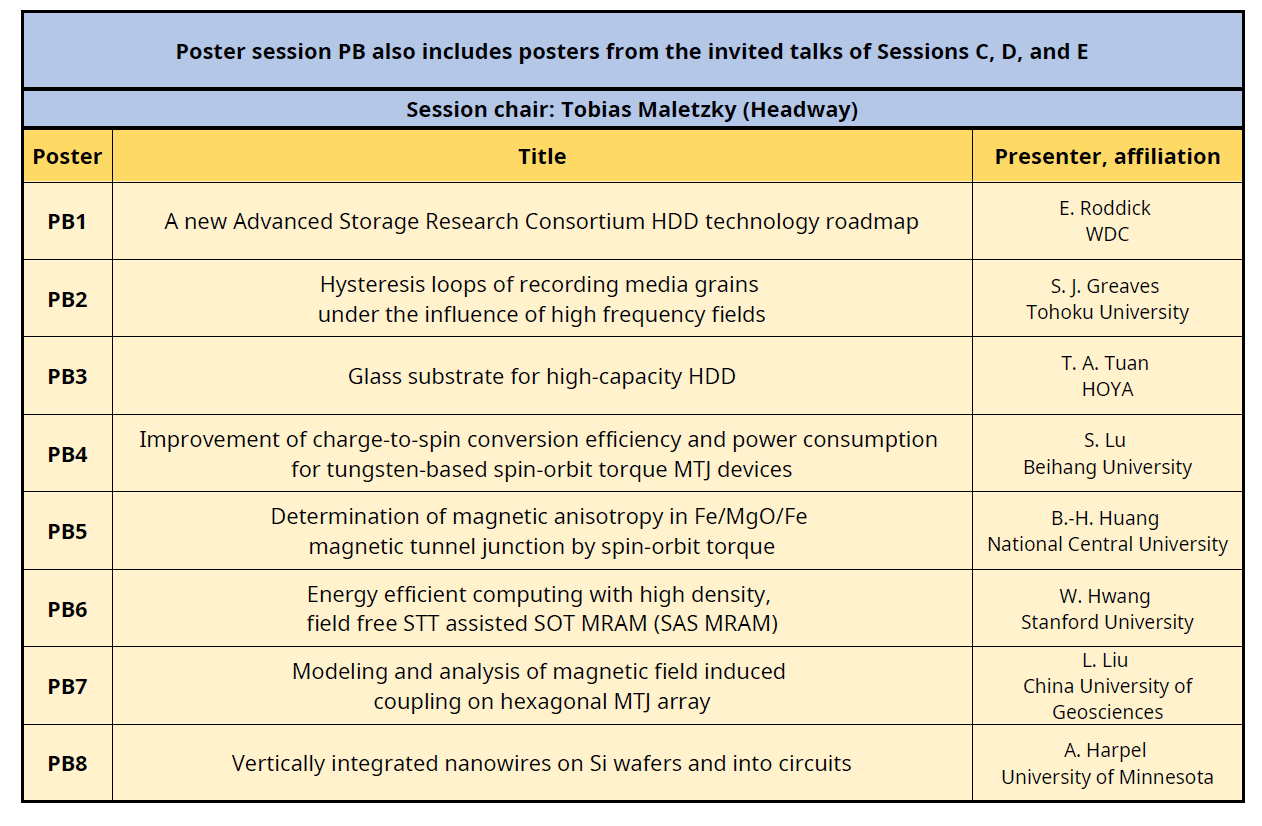 Poster session PB also includes posters from the invited talks of Sessions C, D, and E
Session chair: Tobias Maletzky (Headway)
Poster
Title
Presenter, affiliation
PB1
A new Advanced Storage Research Consortium HDD technology roadmap
E. Roddick
WDC
PB2
Hysteresis loops of recording media grains
under the influence of high frequency fields
S. J. Greaves
Tohoku University
PB3
Glass substrate for high-capacity HDD
T. A. Tuan
HOYA
PB4
Improvement of charge-to-spin conversion efficiency and power consumption
for tungsten-based spin-orbit torque MTJ devices
S. Lu
Beihang University
PB5
Determination of magnetic anisotropy in Fe/MgO/Fe
magnetic tunnel junction by spin-orbit torque
B.-H. Huang
National Central University
PB6
Energy efficient computing with high density,
field free STT assisted SOT MRAM (SAS MRAM)
W. Hwang
Stanford University
PB7
Modeling and analysis of magnetic field induced
coupling on hexagonal MTJ array
L. Liu
China University of
Geosciences
PB8
Vertically integrated nanowires on Si wafers and into circuits
A. Harpel
University of Minnesota